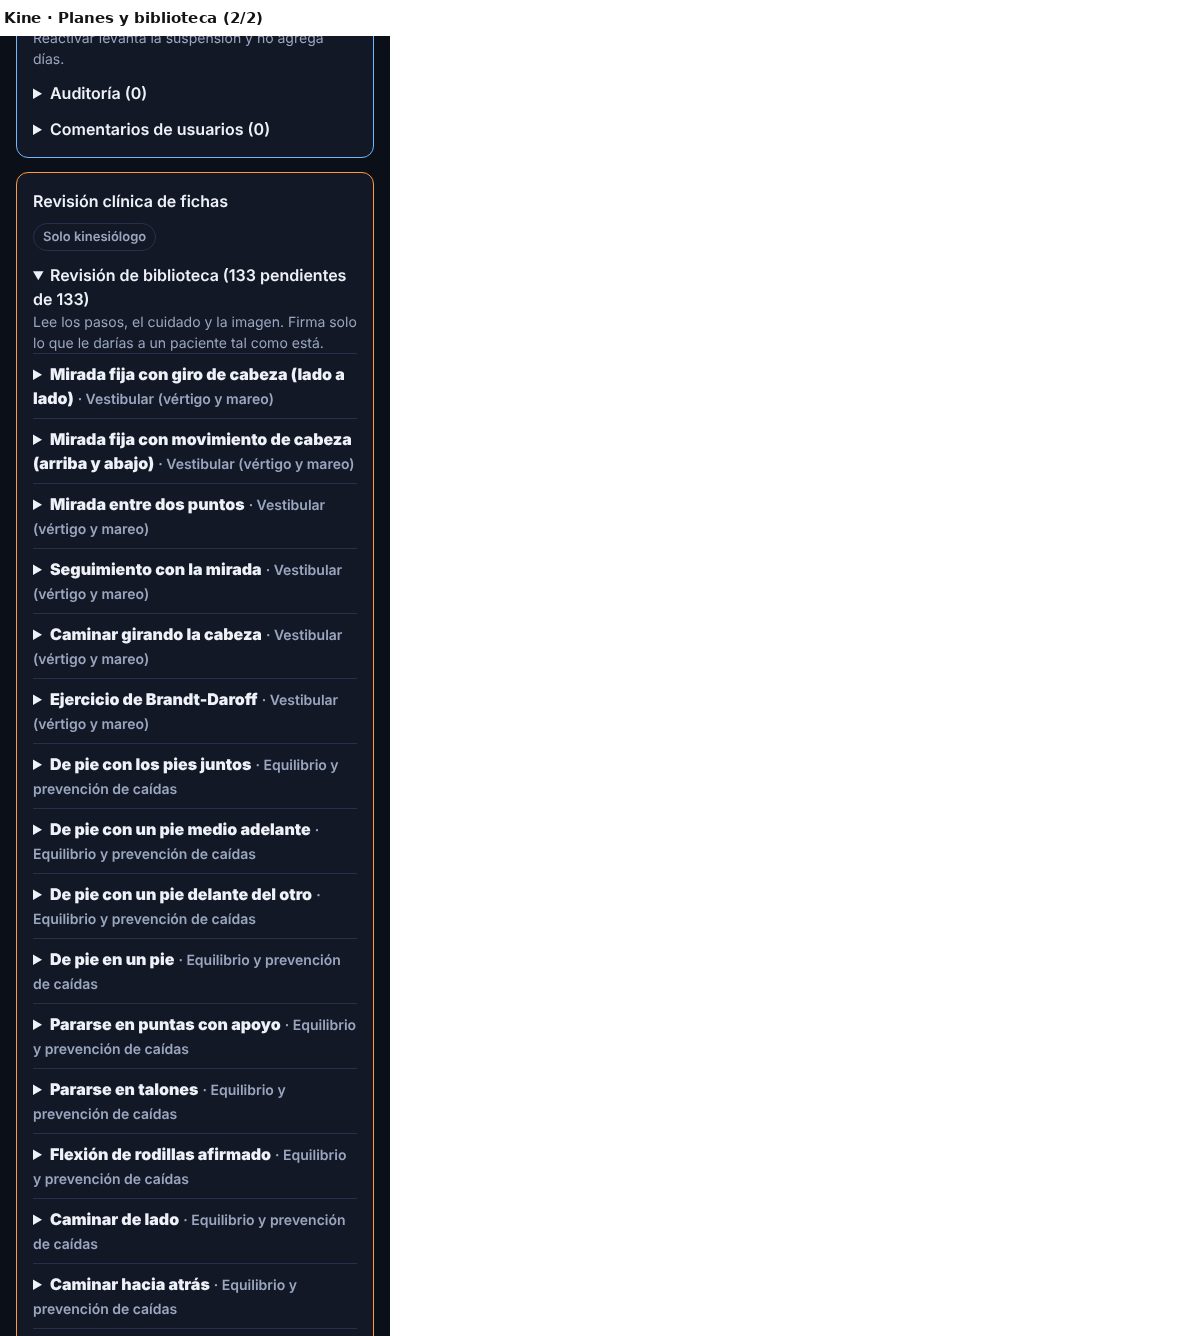 Kine · Planes y biblioteca (2/2)
Reactivar levanta la suspensión y no agrega
días.
Auditoría (0)
Comentarios de usuarios (0)
Revisión clínica de fichas
Solo kinesiólogo
Revisión de biblioteca (133 pendientes
de 133)
Lee los pasos, el cuidado y la imagen. Firma solo
lo que le darías a un paciente tal como está.
Mirada fija con giro de cabeza (lado a
lado) · Vestibular (vértigo y mareo)
Mirada fija con movimiento de cabeza
(arriba y abajo) · Vestibular (vértigo y mareo)
Mirada entre dos puntos · Vestibular
(vértigo y mareo)
Seguimiento con la mirada · Vestibular
(vértigo y mareo)
Caminar girando la cabeza · Vestibular
(vértigo y mareo)
Ejercicio de Brandt-Daroff · Vestibular
(vértigo y mareo)
De pie con los pies juntos · Equilibrio y
prevención de caídas
De pie con un pie medio adelante ·
Equilibrio y prevención de caídas
De pie con un pie delante del otro ·
Equilibrio y prevención de caídas
De pie en un pie · Equilibrio y prevención
de caídas
Pararse en puntas con apoyo · Equilibrio
y prevención de caídas
Pararse en talones · Equilibrio y
prevención de caídas
Flexión de rodillas afirmado · Equilibrio
y prevención de caídas
Caminar de lado · Equilibrio y prevención
de caídas
Caminar hacia atrás · Equilibrio y
prevención de caídas